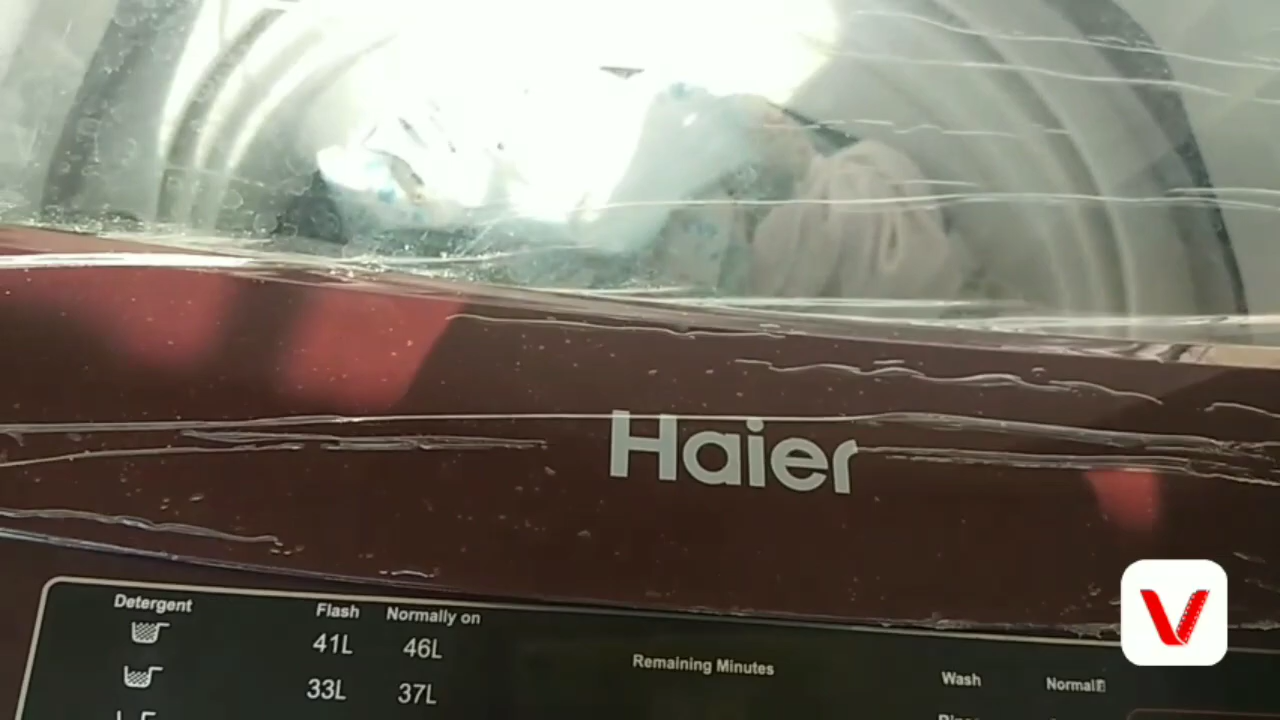 Haier
Detergent Flash Normally on
41L 46L
Remaining Minutes
Wash Normal
33L 37L
V